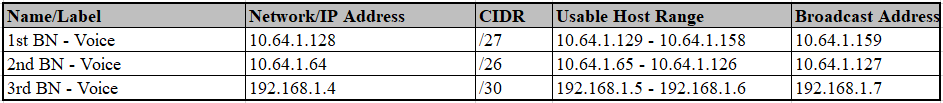 Name/Label Network/IP Address CIDR Usable Host Range Broadcast Address
1st BN - Voice 10.64.1.128 /27 10.64.1.129 - 10.64.1.158 10.64.1.159
2nd BN - Voice 10.64.1.64 /26 10.64.1.65 - 10.64.1.126 10.64.1.127
3rd BN - Voice 192.168.1.4 /30 192.168.1.5 - 192.168.1.6 192.168.1.7